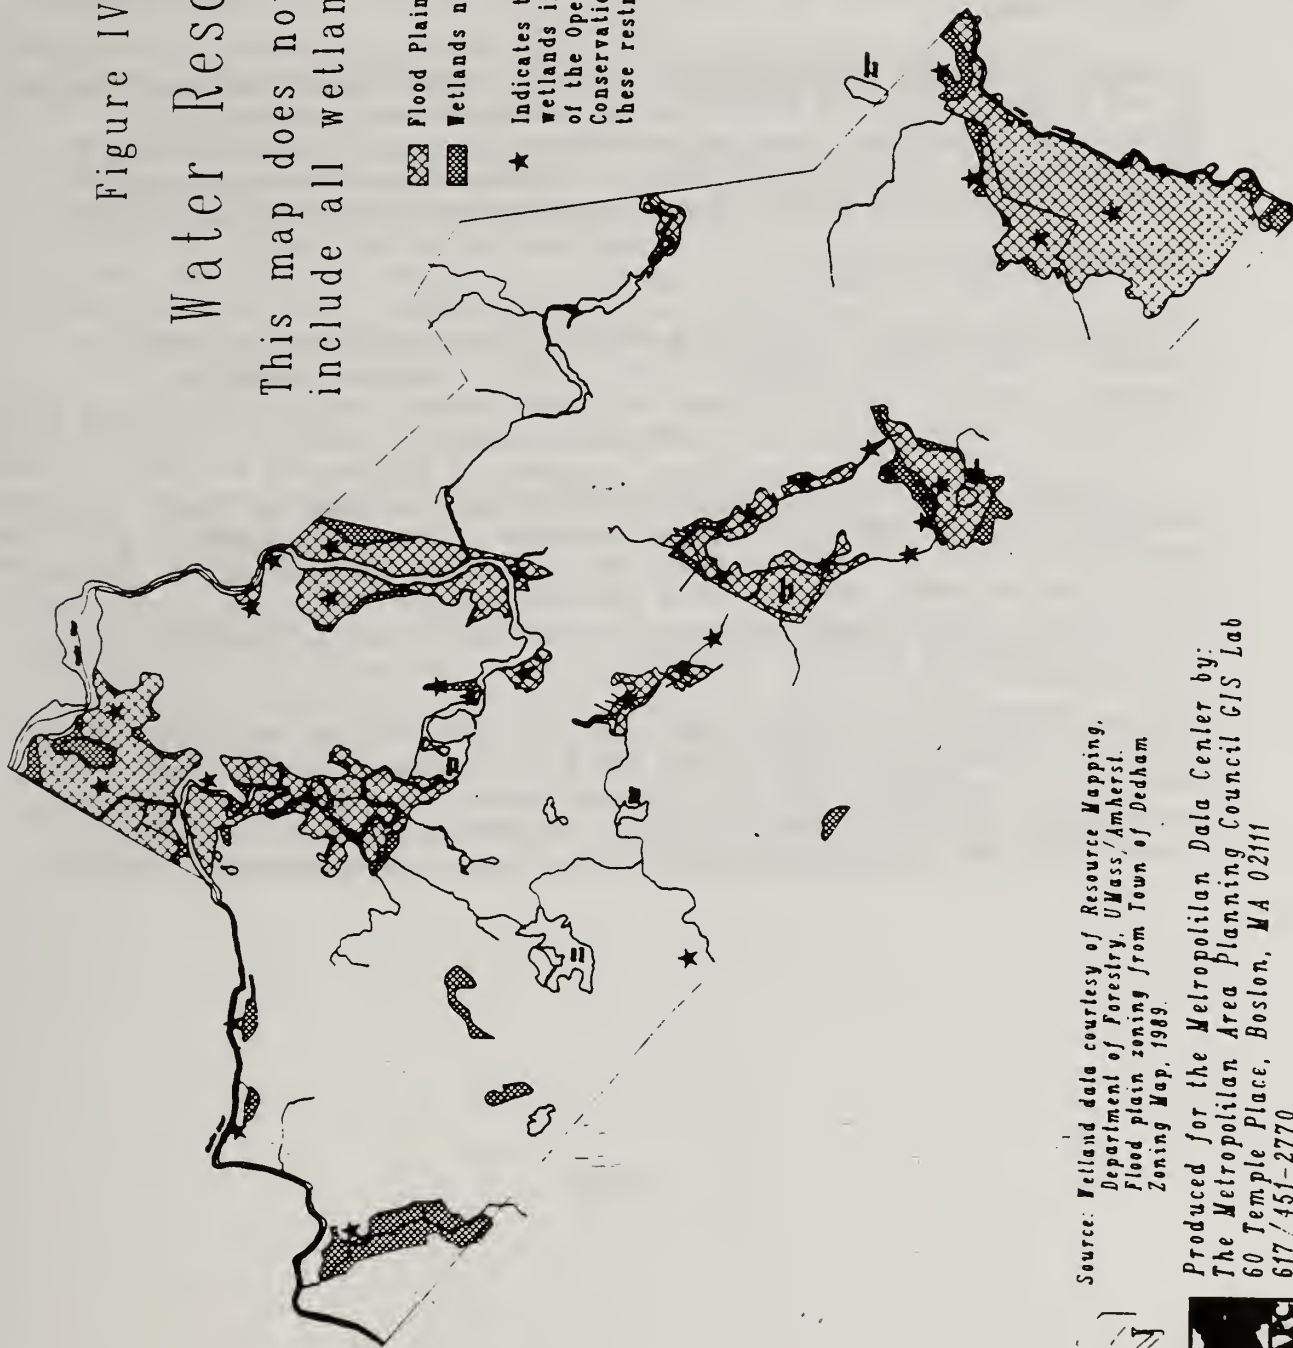 Figure IV
Water Reso
This map does no
include all wetlan
Flood Plain
Wetlands n
Indicates t
wetlands i
of the Ope
Conservation
these restr
Source: Wetland data courtesy of Resource Mapping,
Department of Forestry, UMass/Amherst.
Flood plain zoning from Town of Dedham
Zoning Map, 1989.
Produced for the Metropolitan Data Center by:
The Metropolitan Area Planning Council GIS Lab
60 Temple Place, Boston, MA 02111
617/451-2770